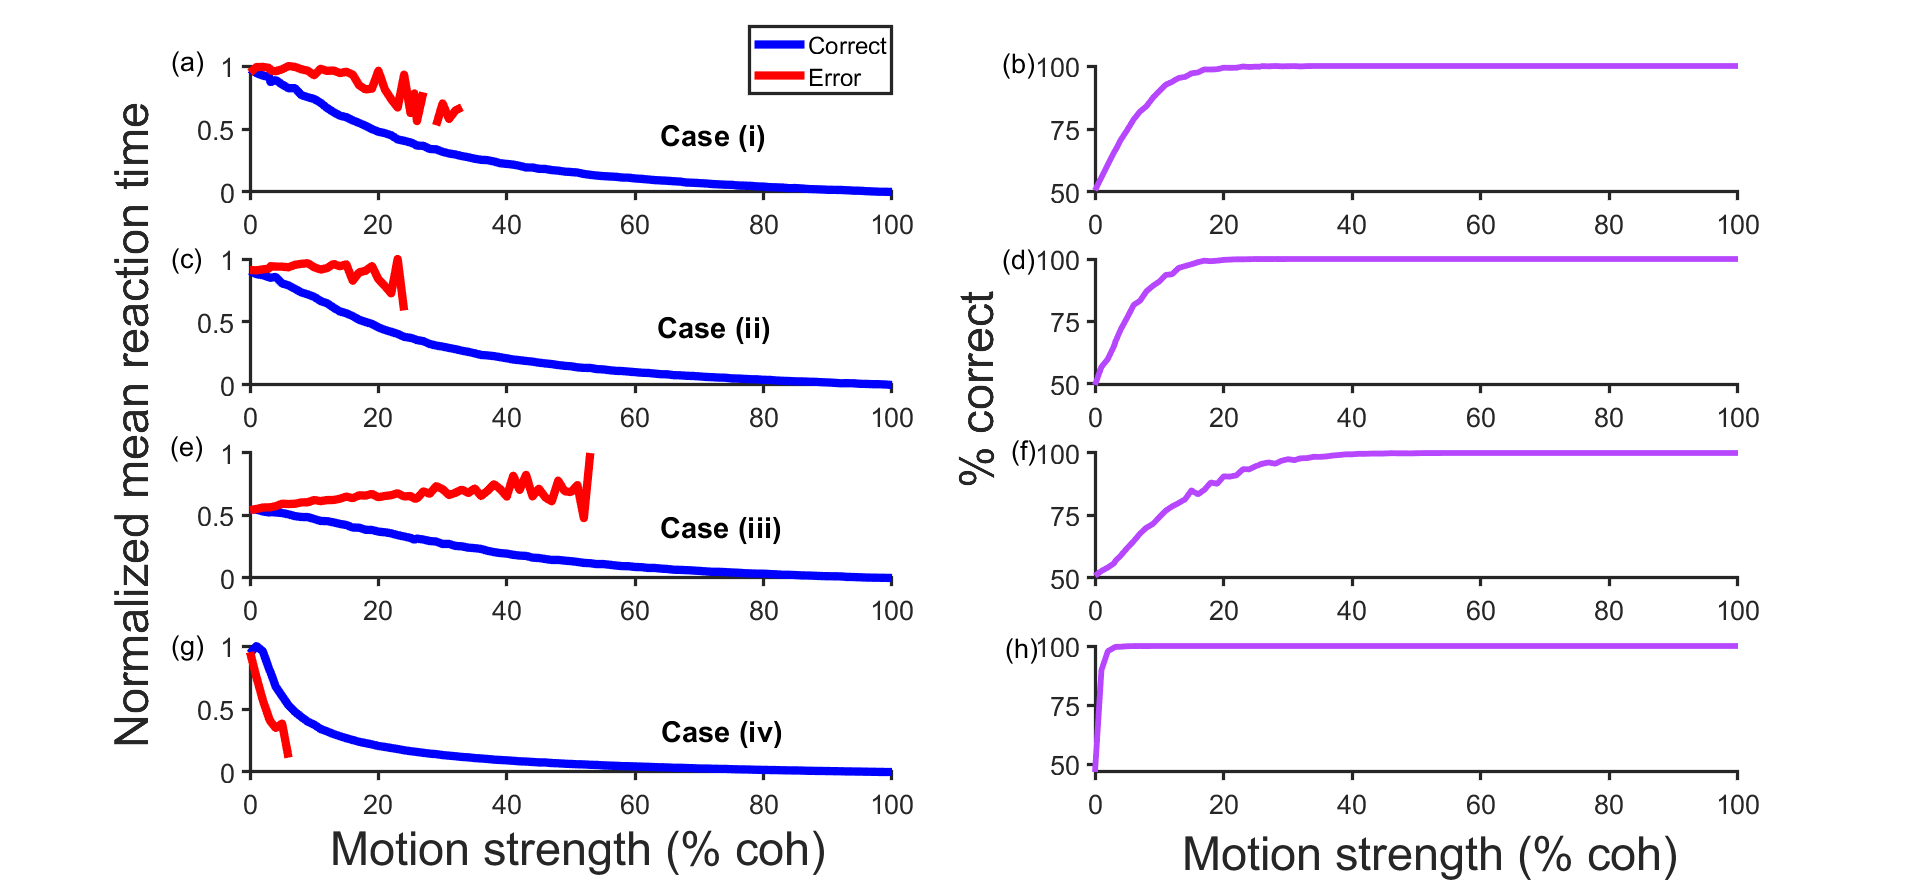 Normalized mean reaction time
(a)
1
0.5
0
Correct
Error
Case (i)
0 20 40 60 80 100
(b)
100
75
50
0 20 40 60 80 100
(c)
1
0.5
0
Case (ii)
0 20 40 60 80 100
% correct
(d)
100
75
50
0 20 40 60 80 100
(e)
1
0.5
0
Case (iii)
0 20 40 60 80 100
(f)
100
75
50
0 20 40 60 80 100
(g)
1
0.5
0
Case (iv)
0 20 40 60 80 100
Motion strength (% coh)
(h)
100
75
50
0 20 40 60 80 100
Motion strength (% coh)